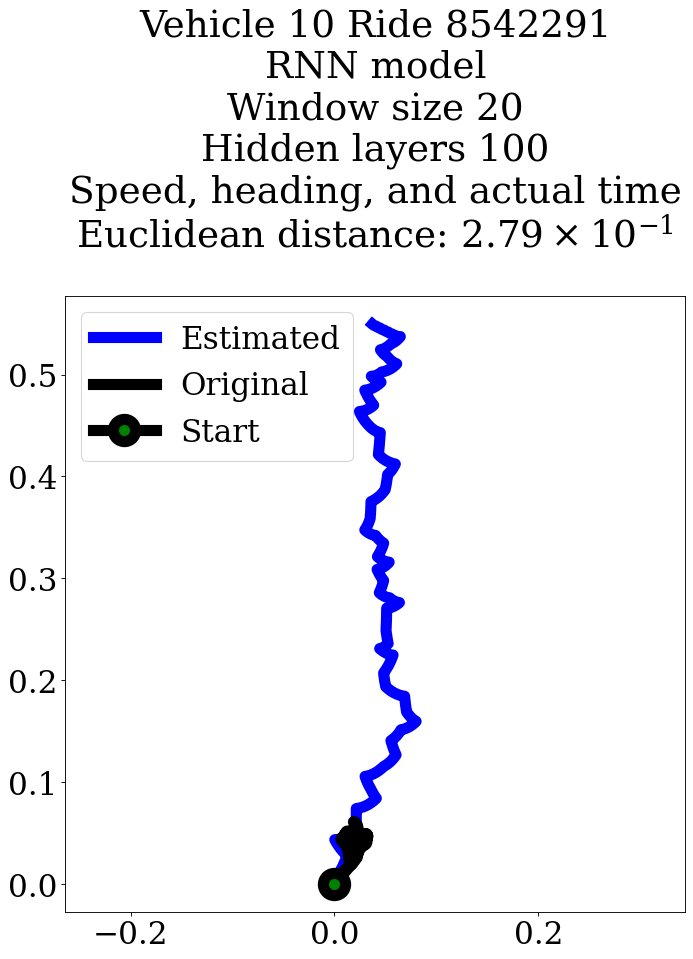 Vehicle 10 Ride 8542291
RNN model
Window size 20
Hidden layers 100
Speed, heading, and actual time
Euclidean distance: 2.79 × 10⁻¹
Estimated
Original
Start
0.5
0.4
0.3
0.2
0.1
0.0
−0.2 0.0 0.2